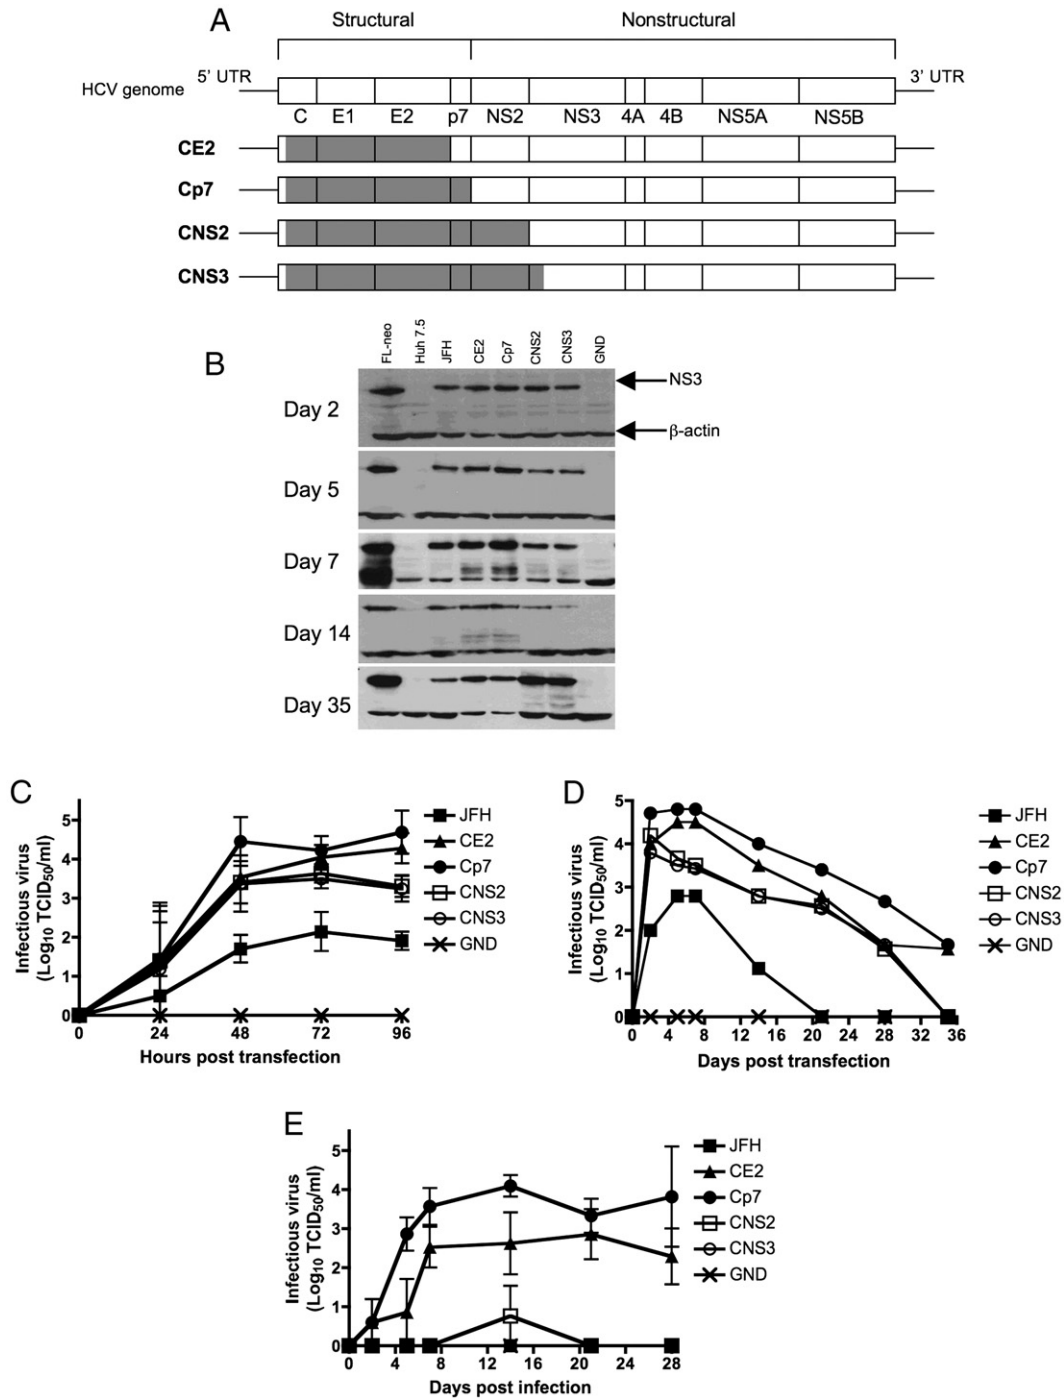 A
Structural Nonstructural
5' UTR 3' UTR
HCV genome
C E1 E2 p7 NS2 NS3 4A 4B NS5A NS5B
CE2
Cp7
CNS2
CNS3
B
FL-neo Huh 7.5 JFH CE2 Cp7 CNS2 CNS3 GND
Day 2
NS3
β-actin
Day 5
Day 7
Day 14
Day 35
C
Infectious virus
(Log10 TCID50/ml)
5
4
3
2
1
0
0 24 48 72 96
Hours post transfection
JFH
CE2
Cp7
CNS2
CNS3
GND
D
Infectious virus
(Log10 TCID50/ml)
5
4
3
2
1
0
0 4 8 12 16 20 24 28 32 36
Days post transfection
JFH
CE2
Cp7
CNS2
CNS3
GND
E
Infectious virus
(Log10 TCID50/ml)
5
4
3
2
1
0
0 4 8 12 16 20 24 28
Days post infection
JFH
CE2
Cp7
CNS2
CNS3
GND